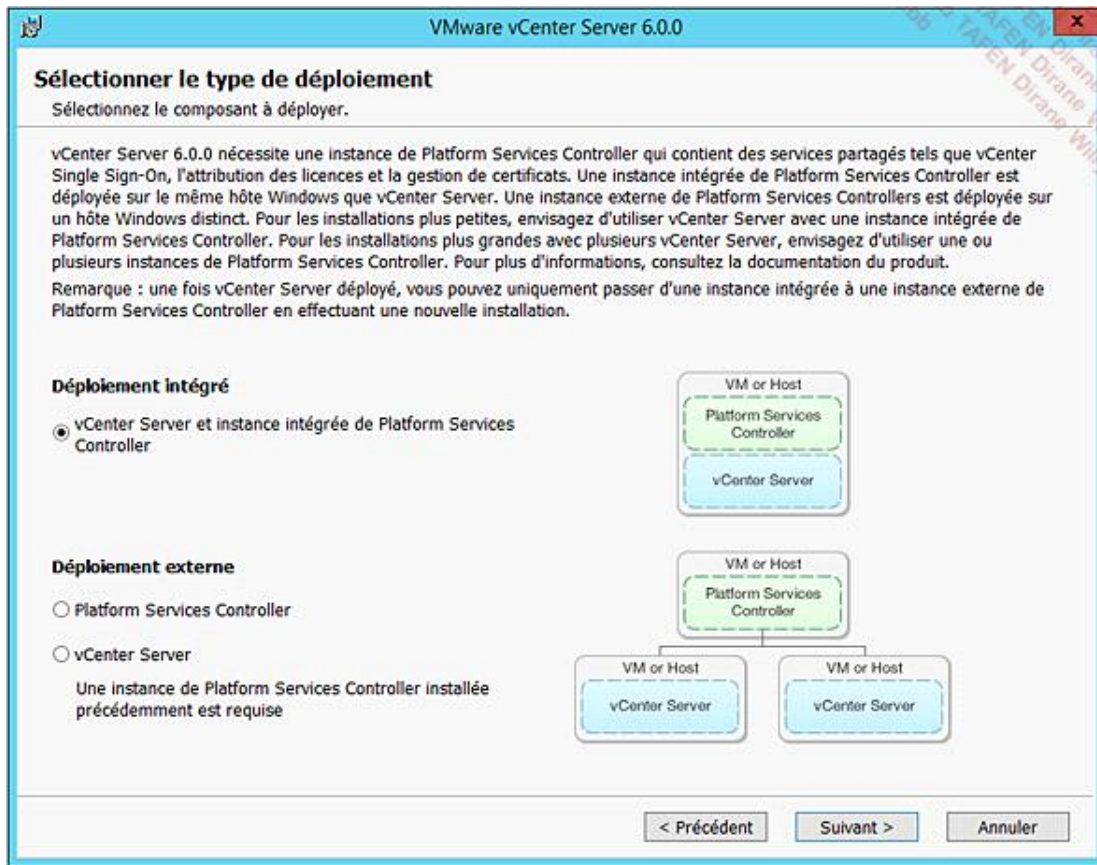 VMware vCenter Server 6.0.0
x
Sélectionner le type de déploiement
Sélectionnez le composant à déployer.
vCenter Server 6.0.0 nécessite une instance de Platform Services Controller qui contient des services partagés tels que vCenter
Single Sign-On, l'attribution des licences et la gestion de certificats. Une instance intégrée de Platform Services Controller est
déployée sur le même hôte Windows que vCenter Server. Une instance externe de Platform Services Controllers est déployée sur
un hôte Windows distinct. Pour les installations plus petites, envisagez d'utiliser vCenter Server avec une instance intégrée de
Platform Services Controller. Pour les installations plus grandes avec plusieurs vCenter Server, envisagez d'utiliser une ou
plusieurs instances de Platform Services Controller. Pour plus d'informations, consultez la documentation du produit.
Remarque : une fois vCenter Server déployé, vous pouvez uniquement passer d'une instance intégrée à une instance externe de
Platform Services Controller en effectuant une nouvelle installation.
Déploiement intégré
vCenter Server et instance intégrée de Platform Services
Controller
VM or Host
Platform Services
Controller
vCenter Server
Déploiement externe
Platform Services Controller
vCenter Server
Une instance de Platform Services Controller installée
précédemment est requise
VM or Host
Platform Services
Controller
VM or Host
vCenter Server
VM or Host
vCenter Server
< Précédent
Suivant >
Annuler
TAFEN Dirane
TAFEN Dirane